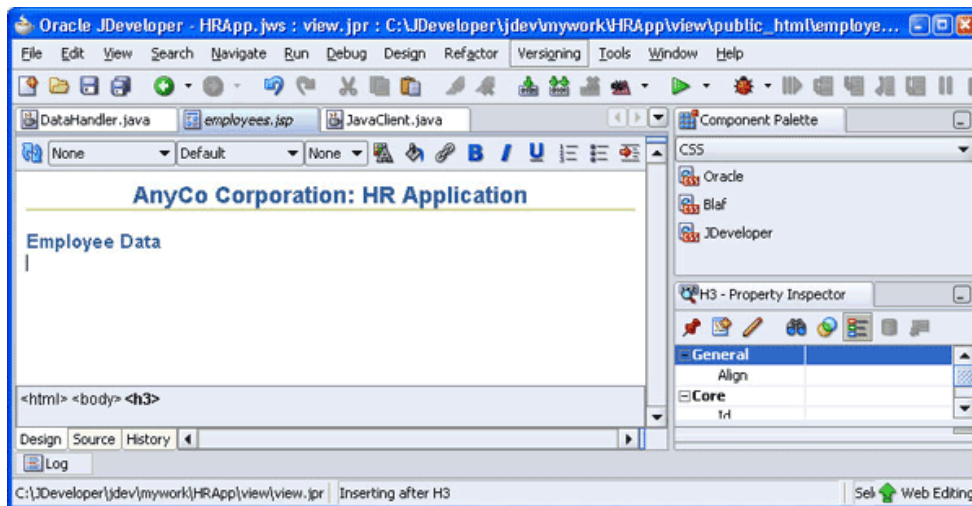 Oracle JDeveloper - HRApp.jws : view.jpr : C:\JDeveloper\jdev\mywork\HRApp\view\public_html\employe...
File Edit View Search Navigate Run Debug Design Refactor Versioning Tools Window Help
DataHandler.java employees.jsp JavaClient.java
Component Palette
None Default None B I U
CSS
Oracle
Blaf
JDeveloper
AnyCo Corporation: HR Application
Employee Data
H3 - Property Inspector
General
Align
Core
Id
<html> <body> <h3>
Design Source History
Log
C:\JDeveloper\jdev\mywork\HRApp\view\view.jpr Inserting after H3 Web Editing